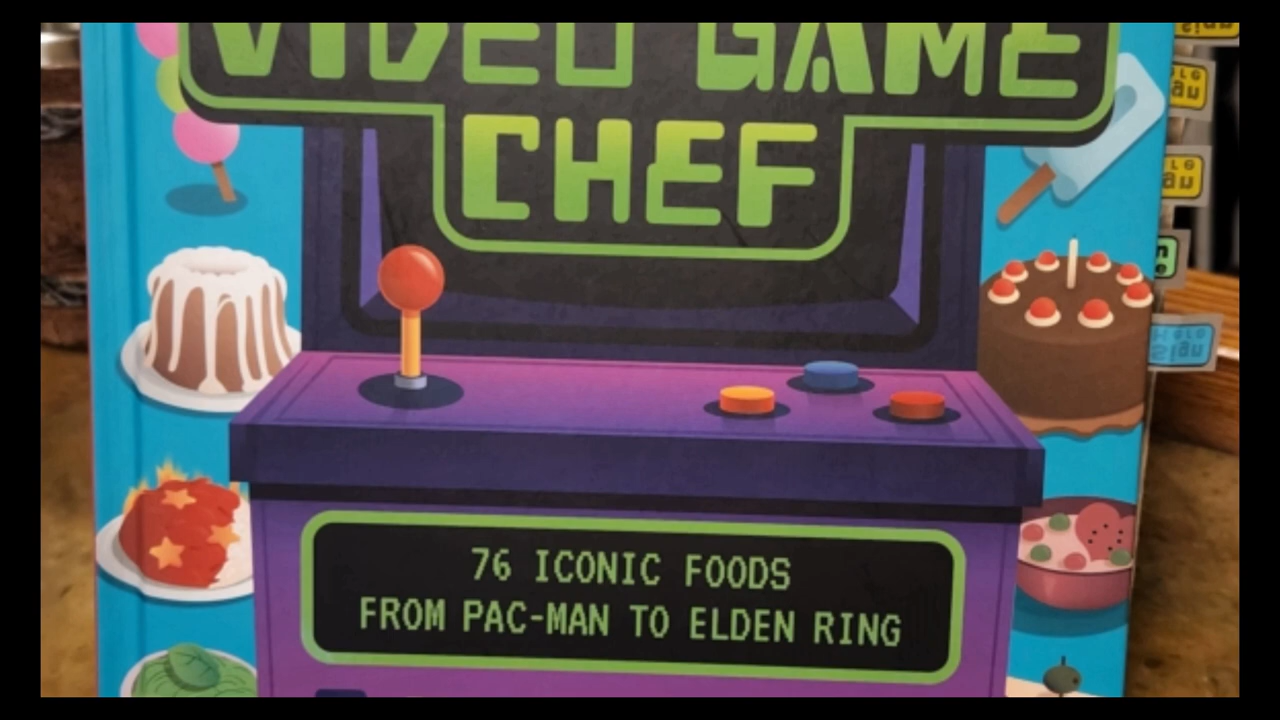 VIDEO GAME
CHEF
76 ICONIC FOODS
FROM PAC-MAN TO ELDEN RING